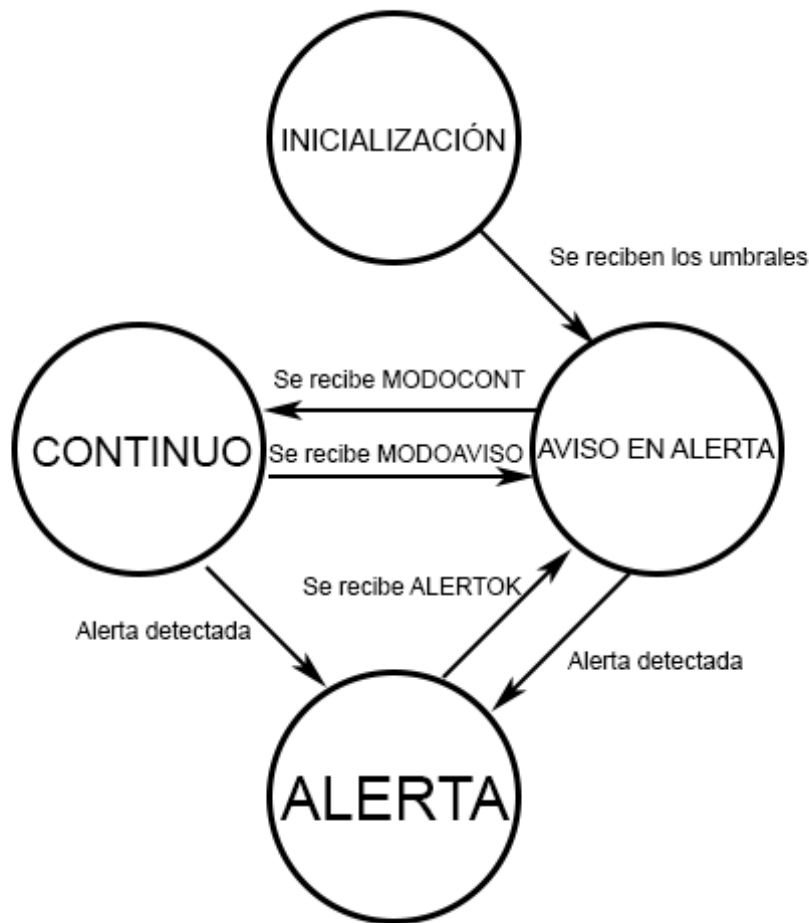 INICIALIZACIÓN
Se reciben los umbrales
Se recibe MODOCONT
CONTINUO
Se recibe MODOAVISO
AVISO EN ALERTA
Se recibe ALERTOK
Alerta detectada
Alerta detectada
ALERTA